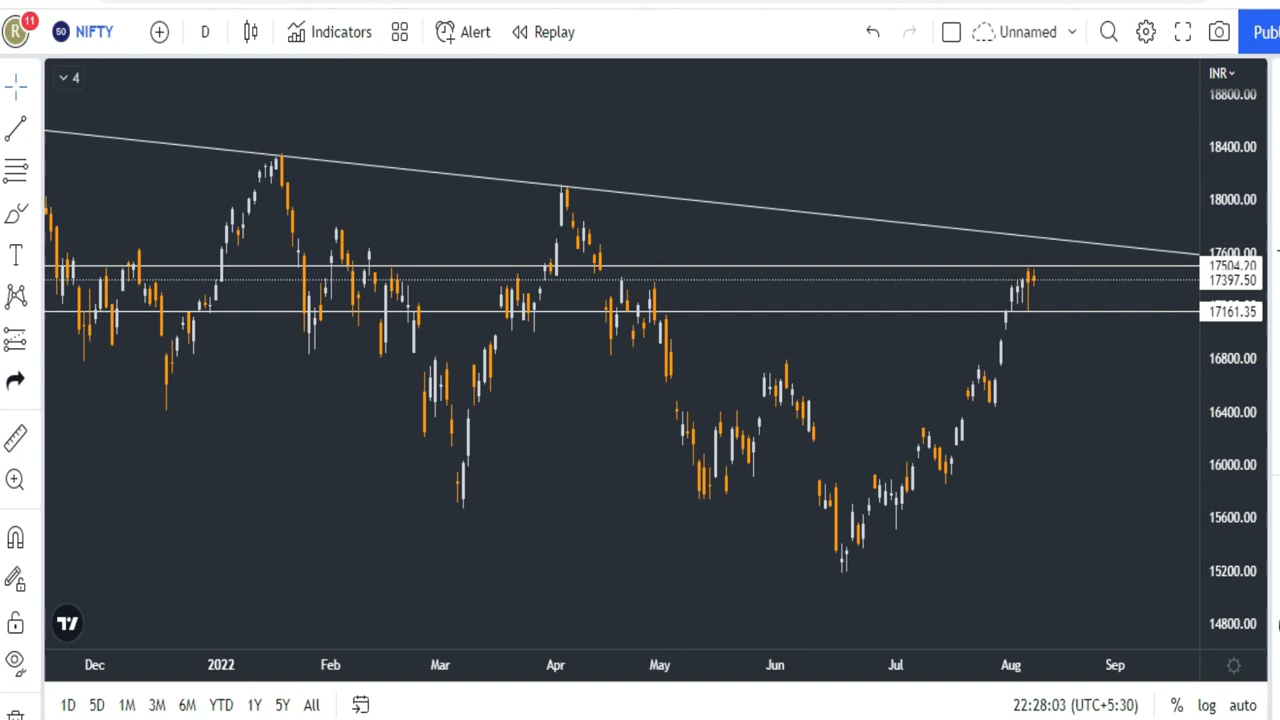 R 11 50 NIFTY D Indicators Alert Replay Unnamed Publ
4 INR
18800.00
18400.00
18000.00
17600.00
17504.20
17397.50
17161.35
16800.00
16400.00
16000.00
15600.00
15200.00
14800.00
T
Dec 2022 Feb Mar Apr May Jun Jul Aug Sep
1D 5D 1M 3M 6M YTD 1Y 5Y All 22:28:03 (UTC+5:30) % log auto